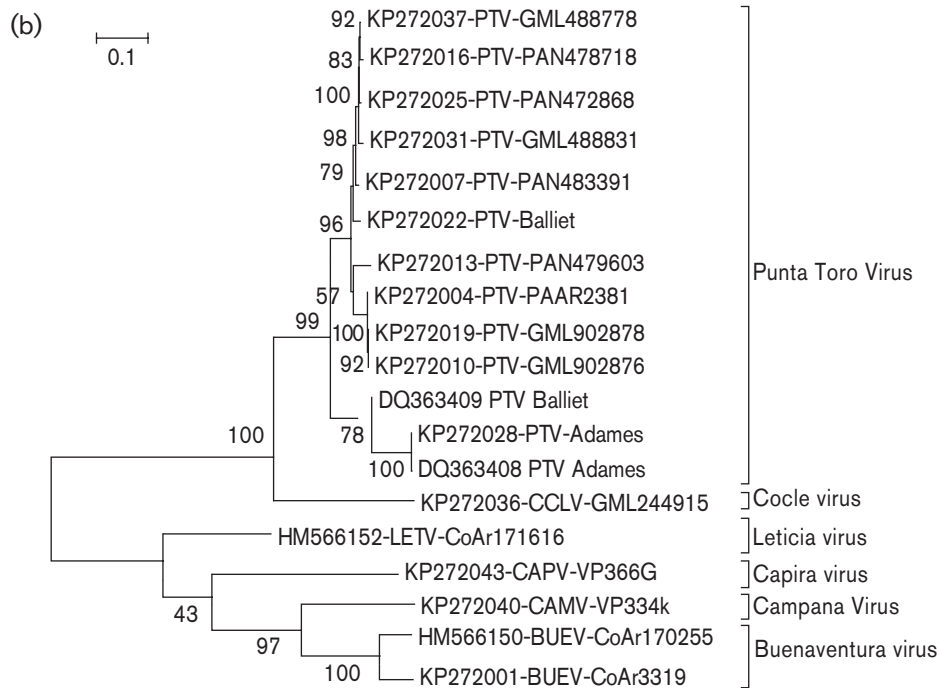 (b)
0.1
92
KP272037-PTV-GML488778
83
KP272016-PTV-PAN478718
100
KP272025-PTV-PAN472868
98
KP272031-PTV-GML488831
79
KP272007-PTV-PAN483391
96
KP272022-PTV-Balliet
KP272013-PTV-PAN479603
57
KP272004-PTV-PAAR2381
99
100
KP272019-PTV-GML902878
92
KP272010-PTV-GML902876
DQ363409 PTV Balliet
100
78
KP272028-PTV-Adames
100
DQ363408 PTV Adames
KP272036-CCLV-GML244915
HM566152-LETV-CoAr171616
KP272043-CAPV-VP366G
43
KP272040-CAMV-VP334k
97
HM566150-BUEV-CoAr170255
100
KP272001-BUEV-CoAr3319
Punta Toro Virus
Cocle virus
Leticia virus
Capira virus
Campana Virus
Buenaventura virus